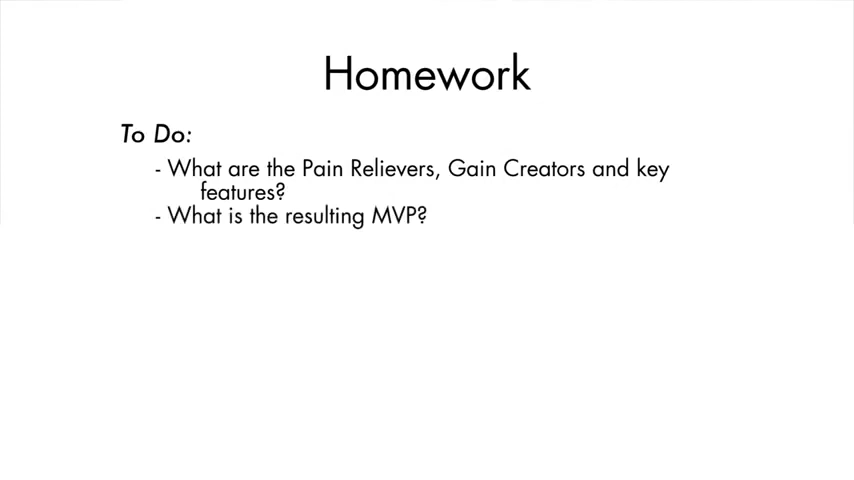 Homework
To Do:
- What are the Pain Relievers, Gain Creators and key
features?
- What is the resulting MVP?